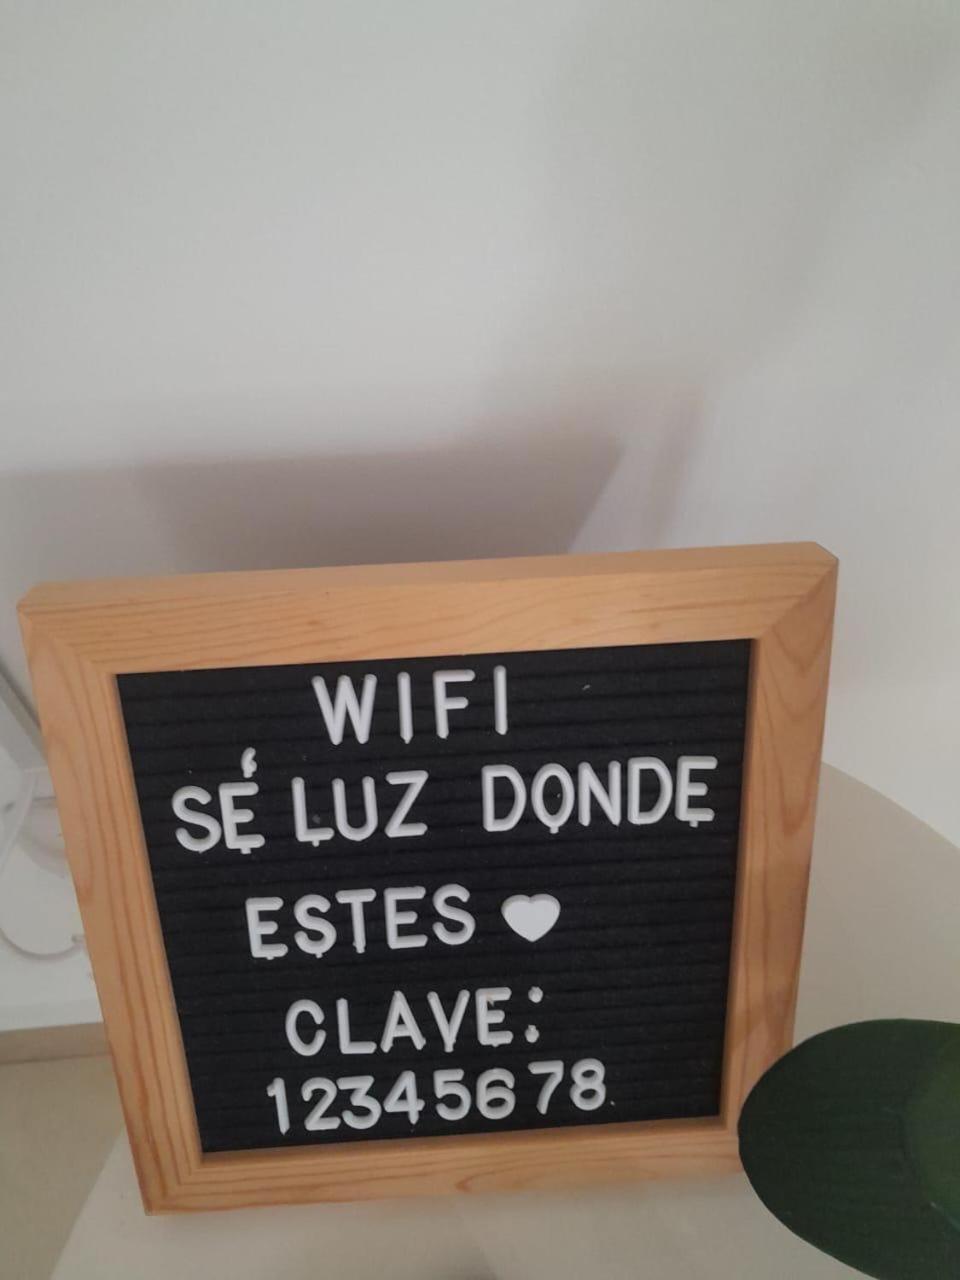 WIFI
SÉ LUZ DONDE
ESTES ♥
CLAVE:
12345678